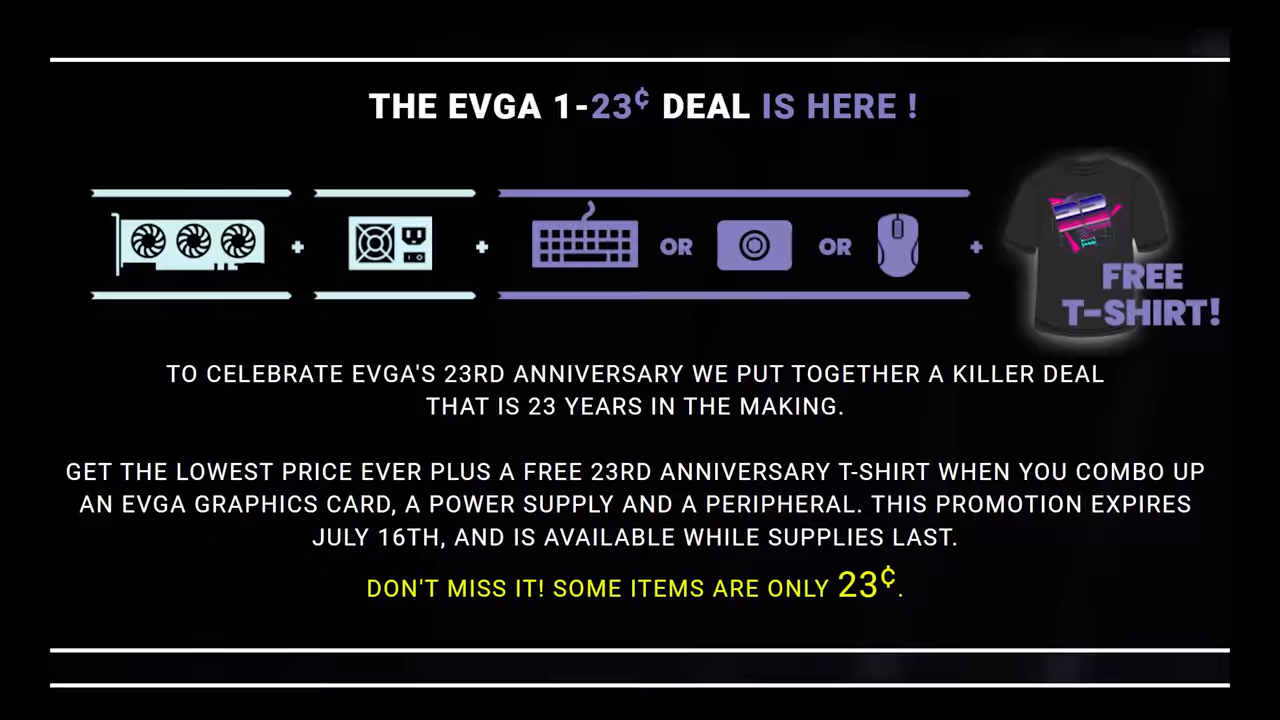 THE EVGA 1-23¢ DEAL IS HERE !
+ + OR OR +
FREE
T-SHIRT!
TO CELEBRATE EVGA'S 23RD ANNIVERSARY WE PUT TOGETHER A KILLER DEAL
THAT IS 23 YEARS IN THE MAKING.
GET THE LOWEST PRICE EVER PLUS A FREE 23RD ANNIVERSARY T-SHIRT WHEN YOU COMBO UP
AN EVGA GRAPHICS CARD, A POWER SUPPLY AND A PERIPHERAL. THIS PROMOTION EXPIRES
JULY 16TH, AND IS AVAILABLE WHILE SUPPLIES LAST.
DON'T MISS IT! SOME ITEMS ARE ONLY 23¢.